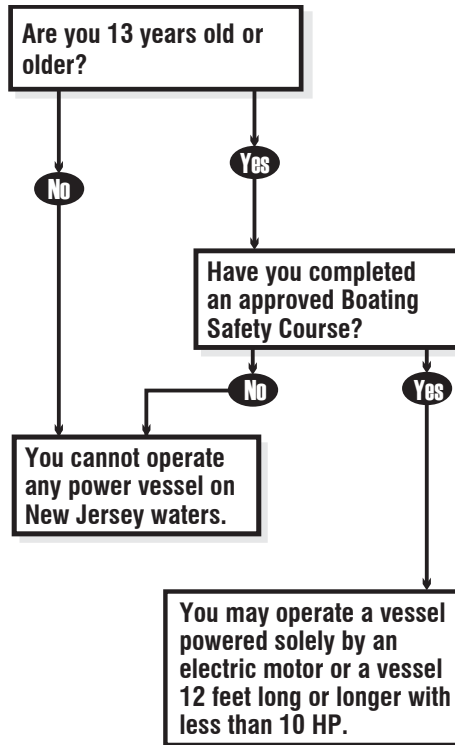 Are you 13 years old or
older?
No
Yes
Have you completed
an approved Boating
Safety Course?
No
Yes
You cannot operate
any power vessel on
New Jersey waters.
You may operate a vessel
powered solely by an
electric motor or a vessel
12 feet long or longer with
less than 10 HP.